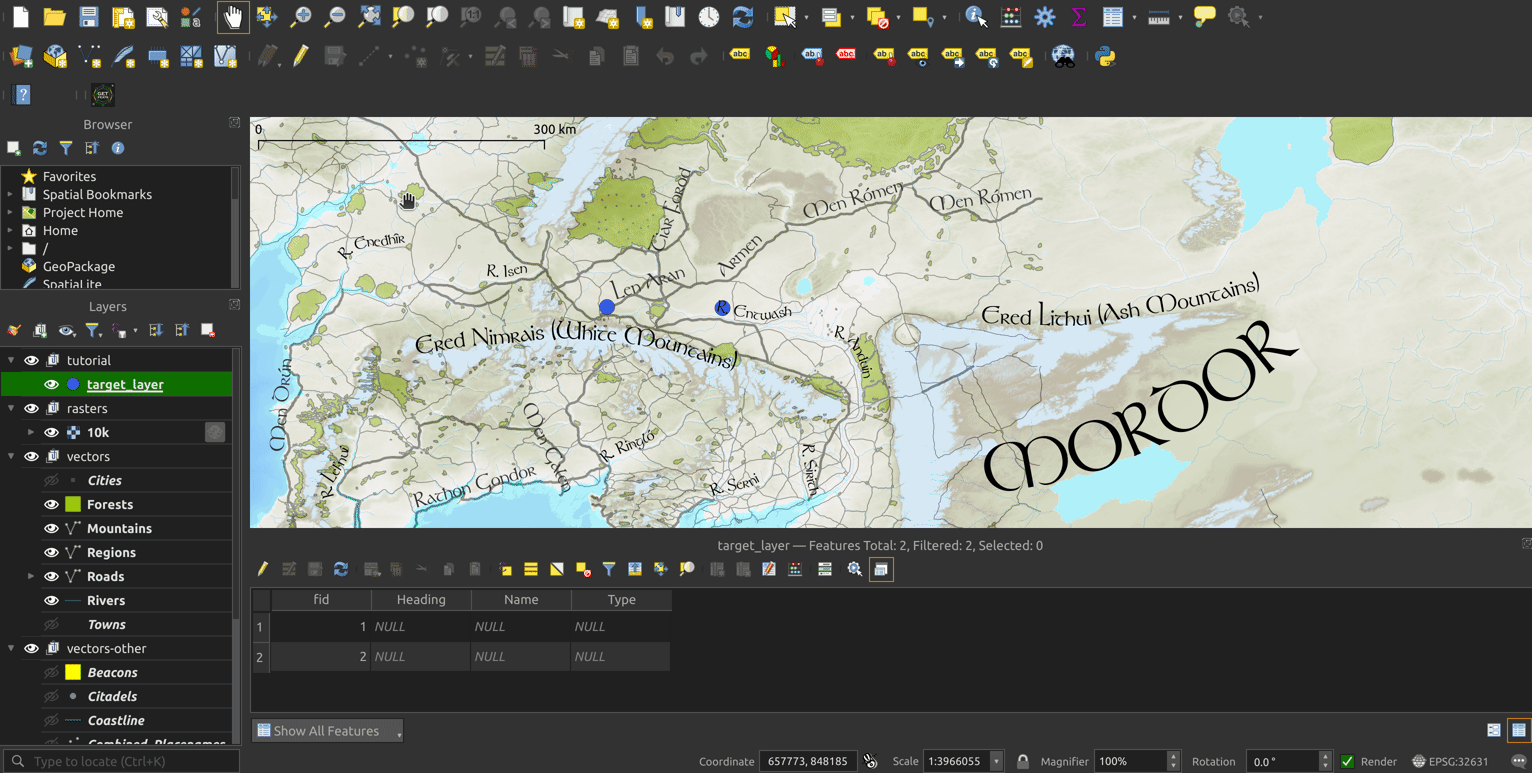 Browser
Favorites
Spatial Bookmarks
Project Home
Home
/
GeoPackage
SpatiaLite
Layers
tutorial
target_layer
rasters
10k
vectors
Cities
Forests
Mountains
Regions
Roads
Rivers
Towns
vectors-other
Beacons
Citadels
Coastline
Combined_Placenames
0
300 km
R. Enedhir
R. Isen
Len Aran
Ciar Forod
Armen
Men Rómen
Men Rómen
R. Entwash
R. Anduin
Ered Nimrais (White Mountains)
Ered Lithui (Ash Mountains)
MORDOR
Men Drún
R. Lefnui
Rathon Gondor
Men Falen
R. Ringló
R. Serni
R. Sirith
target_layer — Features Total: 2, Filtered: 2, Selected: 0
fid Heading Name Type
1 1 NULL NULL NULL
2 2 NULL NULL NULL
Show All Features
Type to locate (Ctrl+K)
Coordinate 657773, 848185 Scale 1:3966055 Magnifier 100% Rotation 0.0 ° Render EPSG:32631